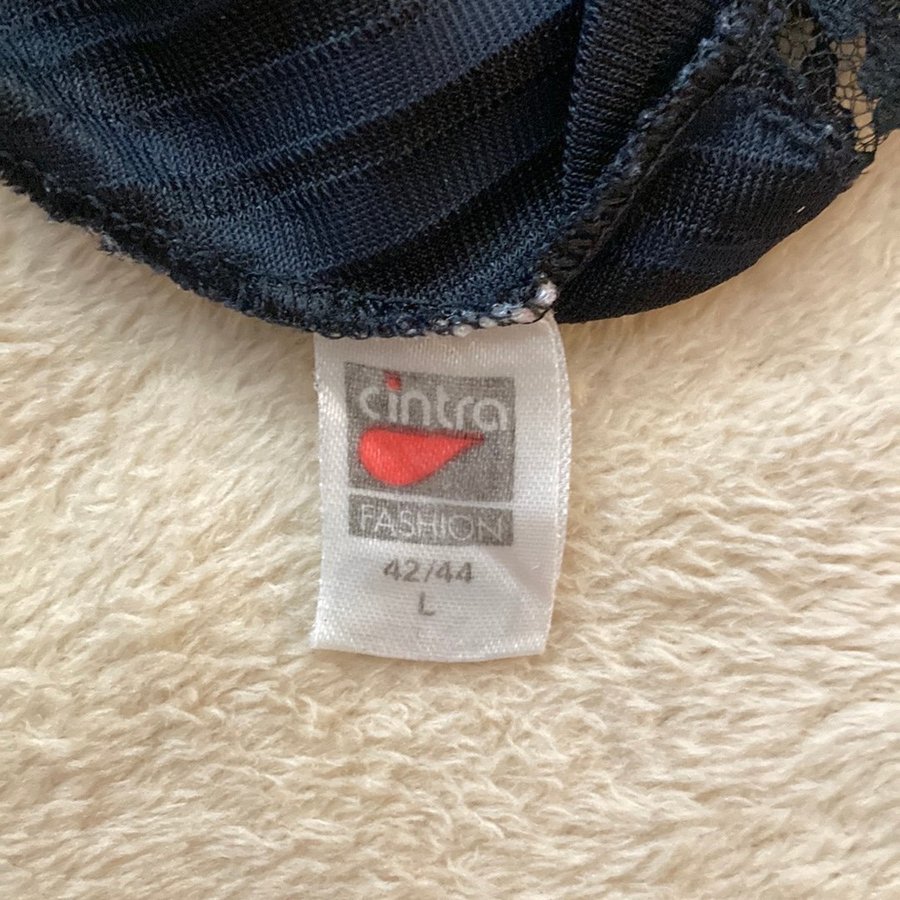 cintra
FASHION
42/44
L